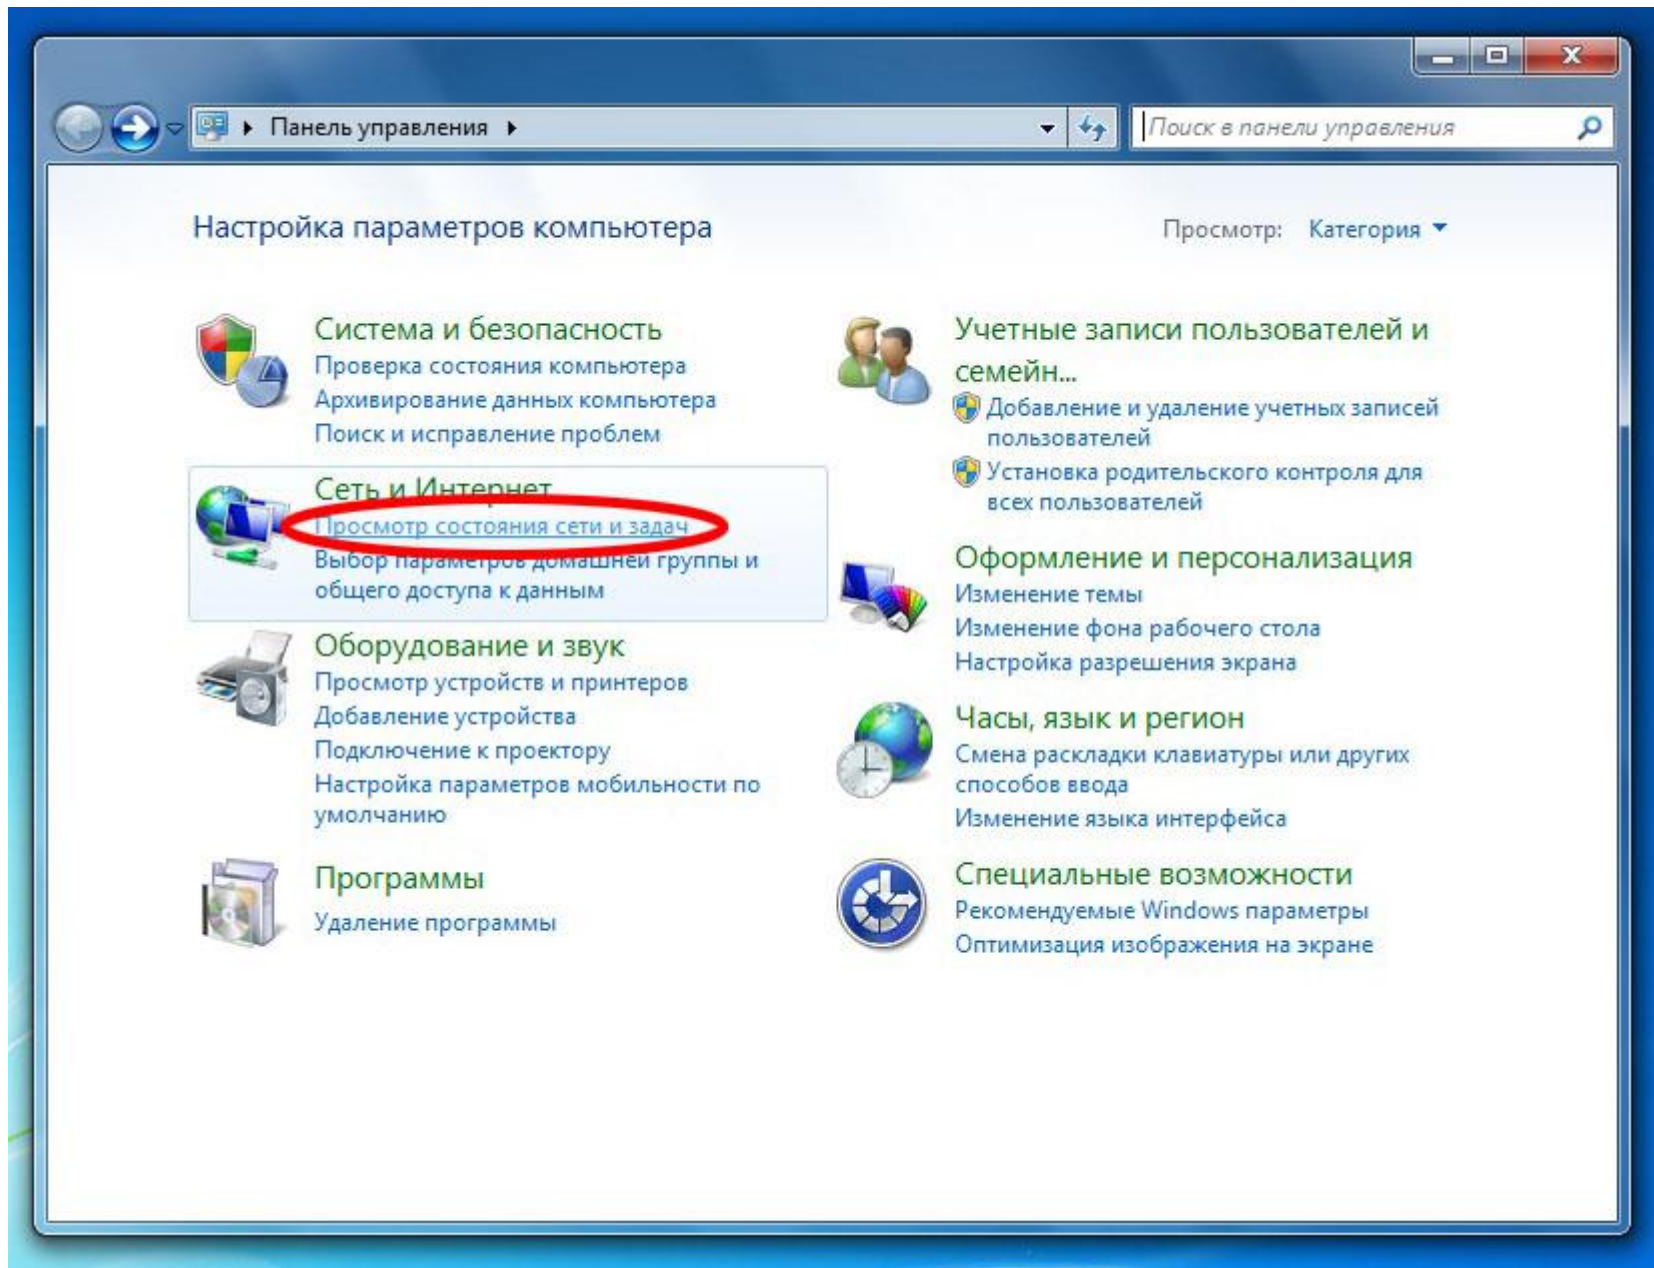 Панель управления
Поиск в панели управления
Настройка параметров компьютера
Просмотр: Категория
Система и безопасность
Проверка состояния компьютера
Архивирование данных компьютера
Поиск и исправление проблем
Сеть и Интернет
Просмотр состояния сети и задач
Выбор параметров домашней группы и
общего доступа к данным
Оборудование и звук
Просмотр устройств и принтеров
Добавление устройства
Подключение к проектору
Настройка параметров мобильности по
умолчанию
Программы
Удаление программы
Учетные записи пользователей и
семейн...
Добавление и удаление учетных записей
пользователей
Установка родительского контроля для
всех пользователей
Оформление и персонализация
Изменение темы
Изменение фона рабочего стола
Настройка разрешения экрана
Часы, язык и регион
Смена раскладки клавиатуры или других
способов ввода
Изменение языка интерфейса
Специальные возможности
Рекомендуемые Windows параметры
Оптимизация изображения на экране